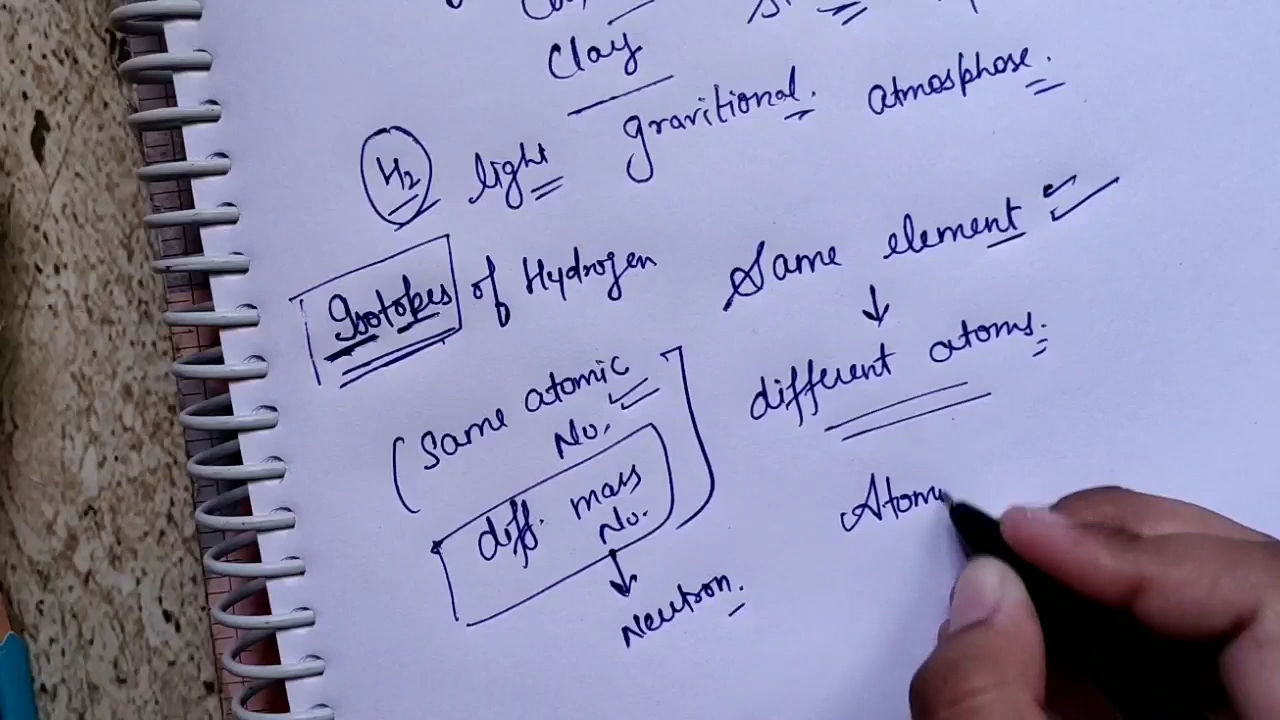 Clay
H2 light gravitional. atmosphose.
Isotopes of Hydrogen
Same element
different atoms.
(Same atomic
No.
diff. mass
No.
Neutron.
Atom